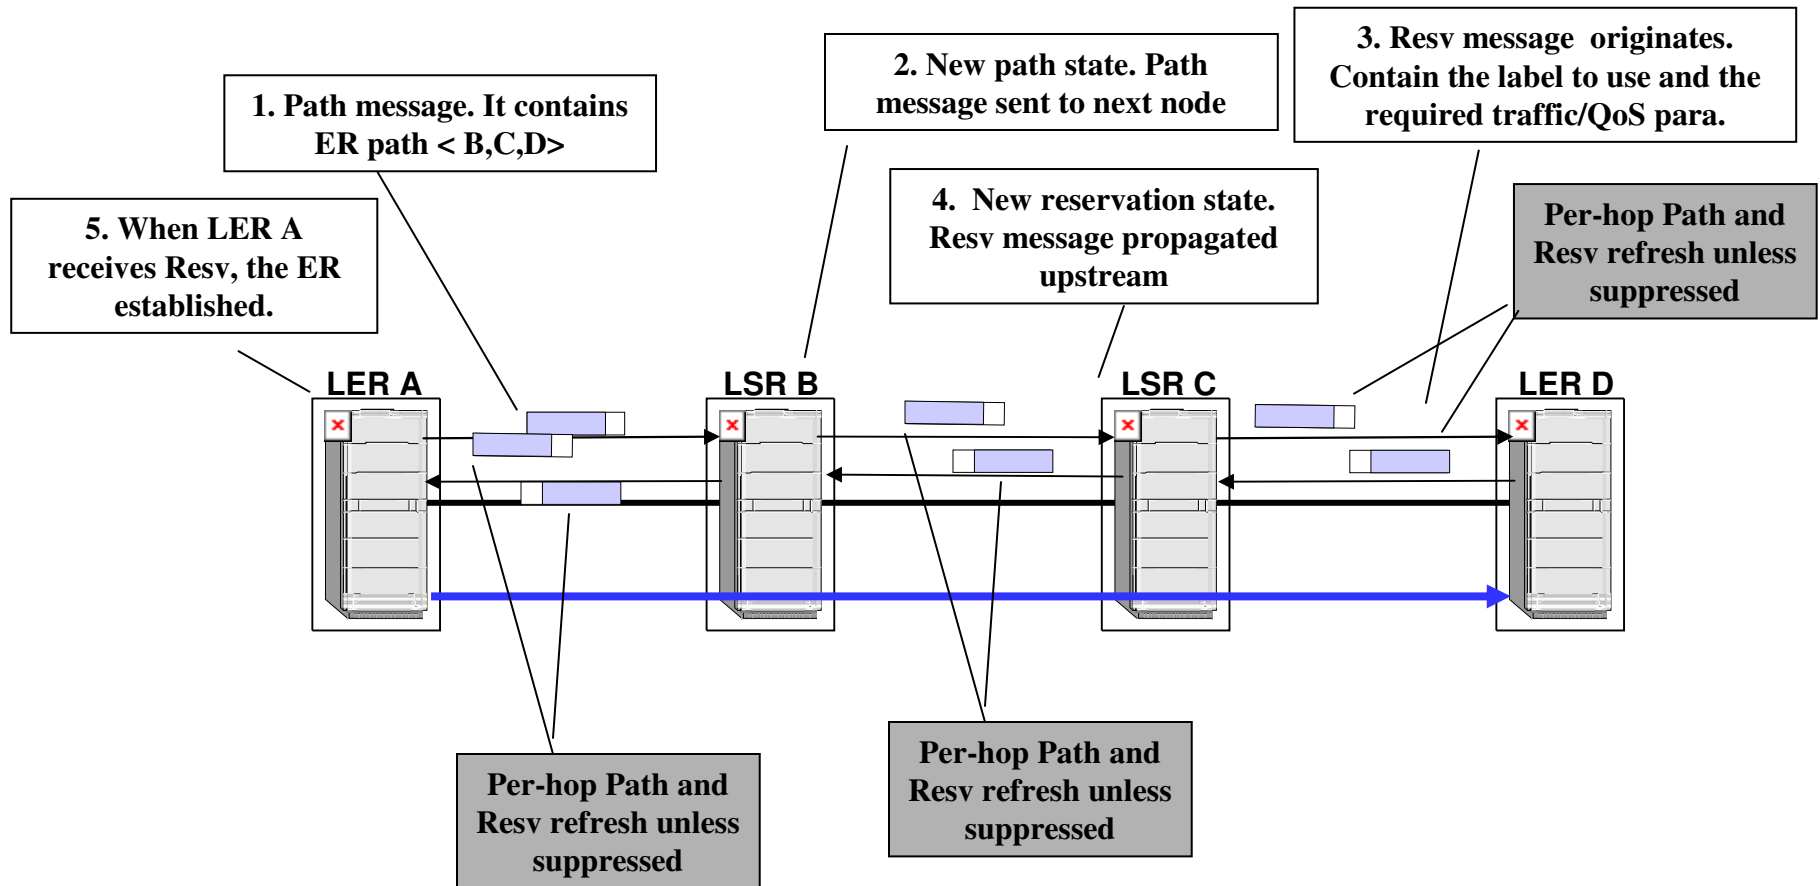 1. Path message. It contains
ER path < B,C,D>
2. New path state. Path
message sent to next node
3. Resv message originates.
Contain the label to use and the
required traffic/QoS para.
4. New reservation state.
Resv message propagated
upstream
5. When LER A
receives Resv, the ER
established.
Per-hop Path and
Resv refresh unless
suppressed
LER A
LSR B
LSR C
LER D
Per-hop Path and
Resv refresh unless
suppressed
Per-hop Path and
Resv refresh unless
suppressed